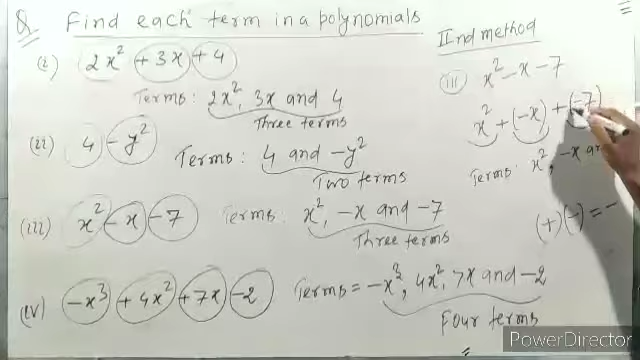 Q. Find each term in a polynomials
(i) 2x² + 3x + 4
Terms: 2x², 3x and 4
Three terms
(ii) 4 - y²
Terms: 4 and -y²
Two terms
(iii) x² - x - 7
Terms: x², -x and -7
Three terms
(iv) -x³ + 4x² + 7x - 2
Terms = -x³, 4x², 7x and -2
Four terms
IInd method
(iii) x² - x - 7
x² + (-x) + (-7)
Terms: x², -x an
(+)(-) = -
PowerDirector